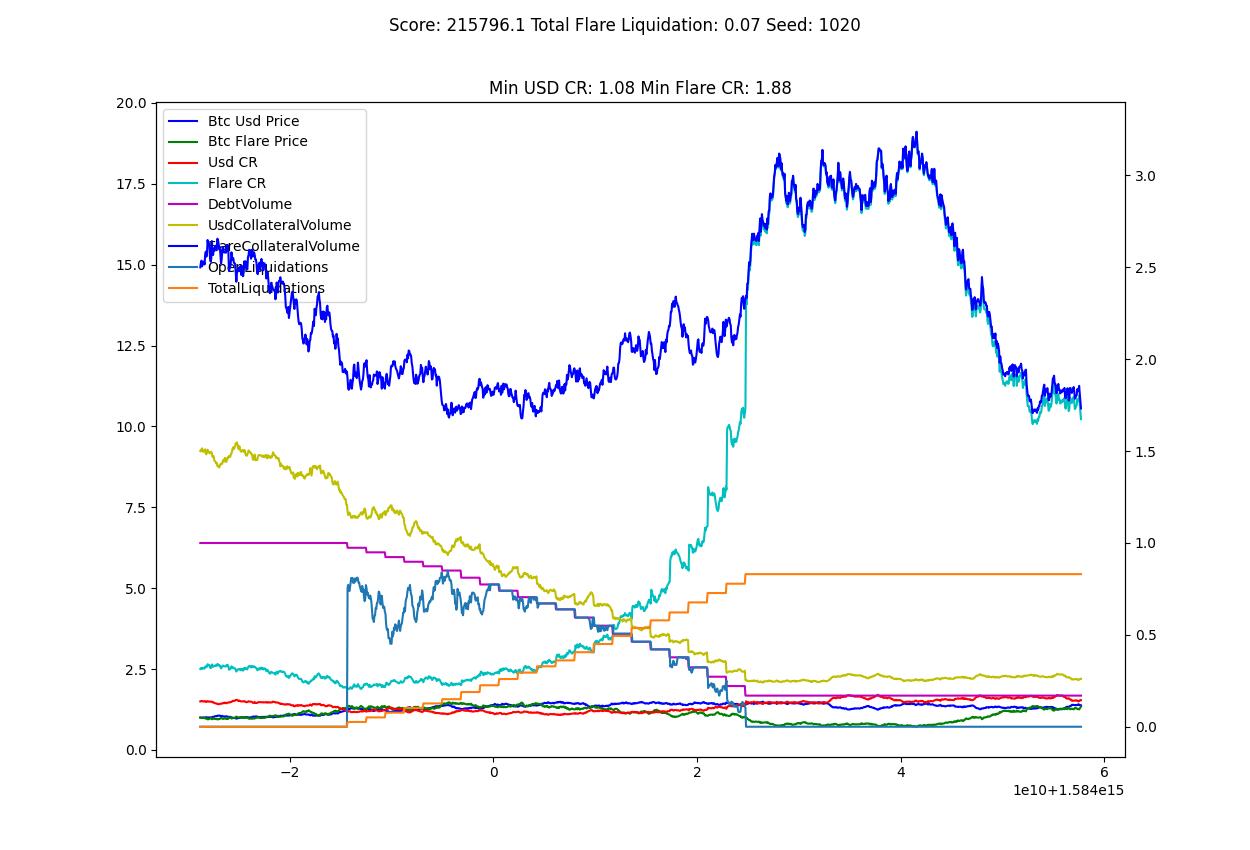 Score: 215796.1 Total Flare Liquidation: 0.07 Seed: 1020
Min USD CR: 1.08 Min Flare CR: 1.88
20.0
17.5
15.0
12.5
10.0
7.5
5.0
2.5
0.0
Btc Usd Price
Btc Flare Price
Usd CR
Flare CR
DebtVolume
UsdCollateralVolume
FlareCollateralVolume
OpenLiquidations
TotalLiquidations
3.0
2.5
2.0
1.5
1.0
0.5
0.0
−2
0
2
4
6
1e10+1.584e15